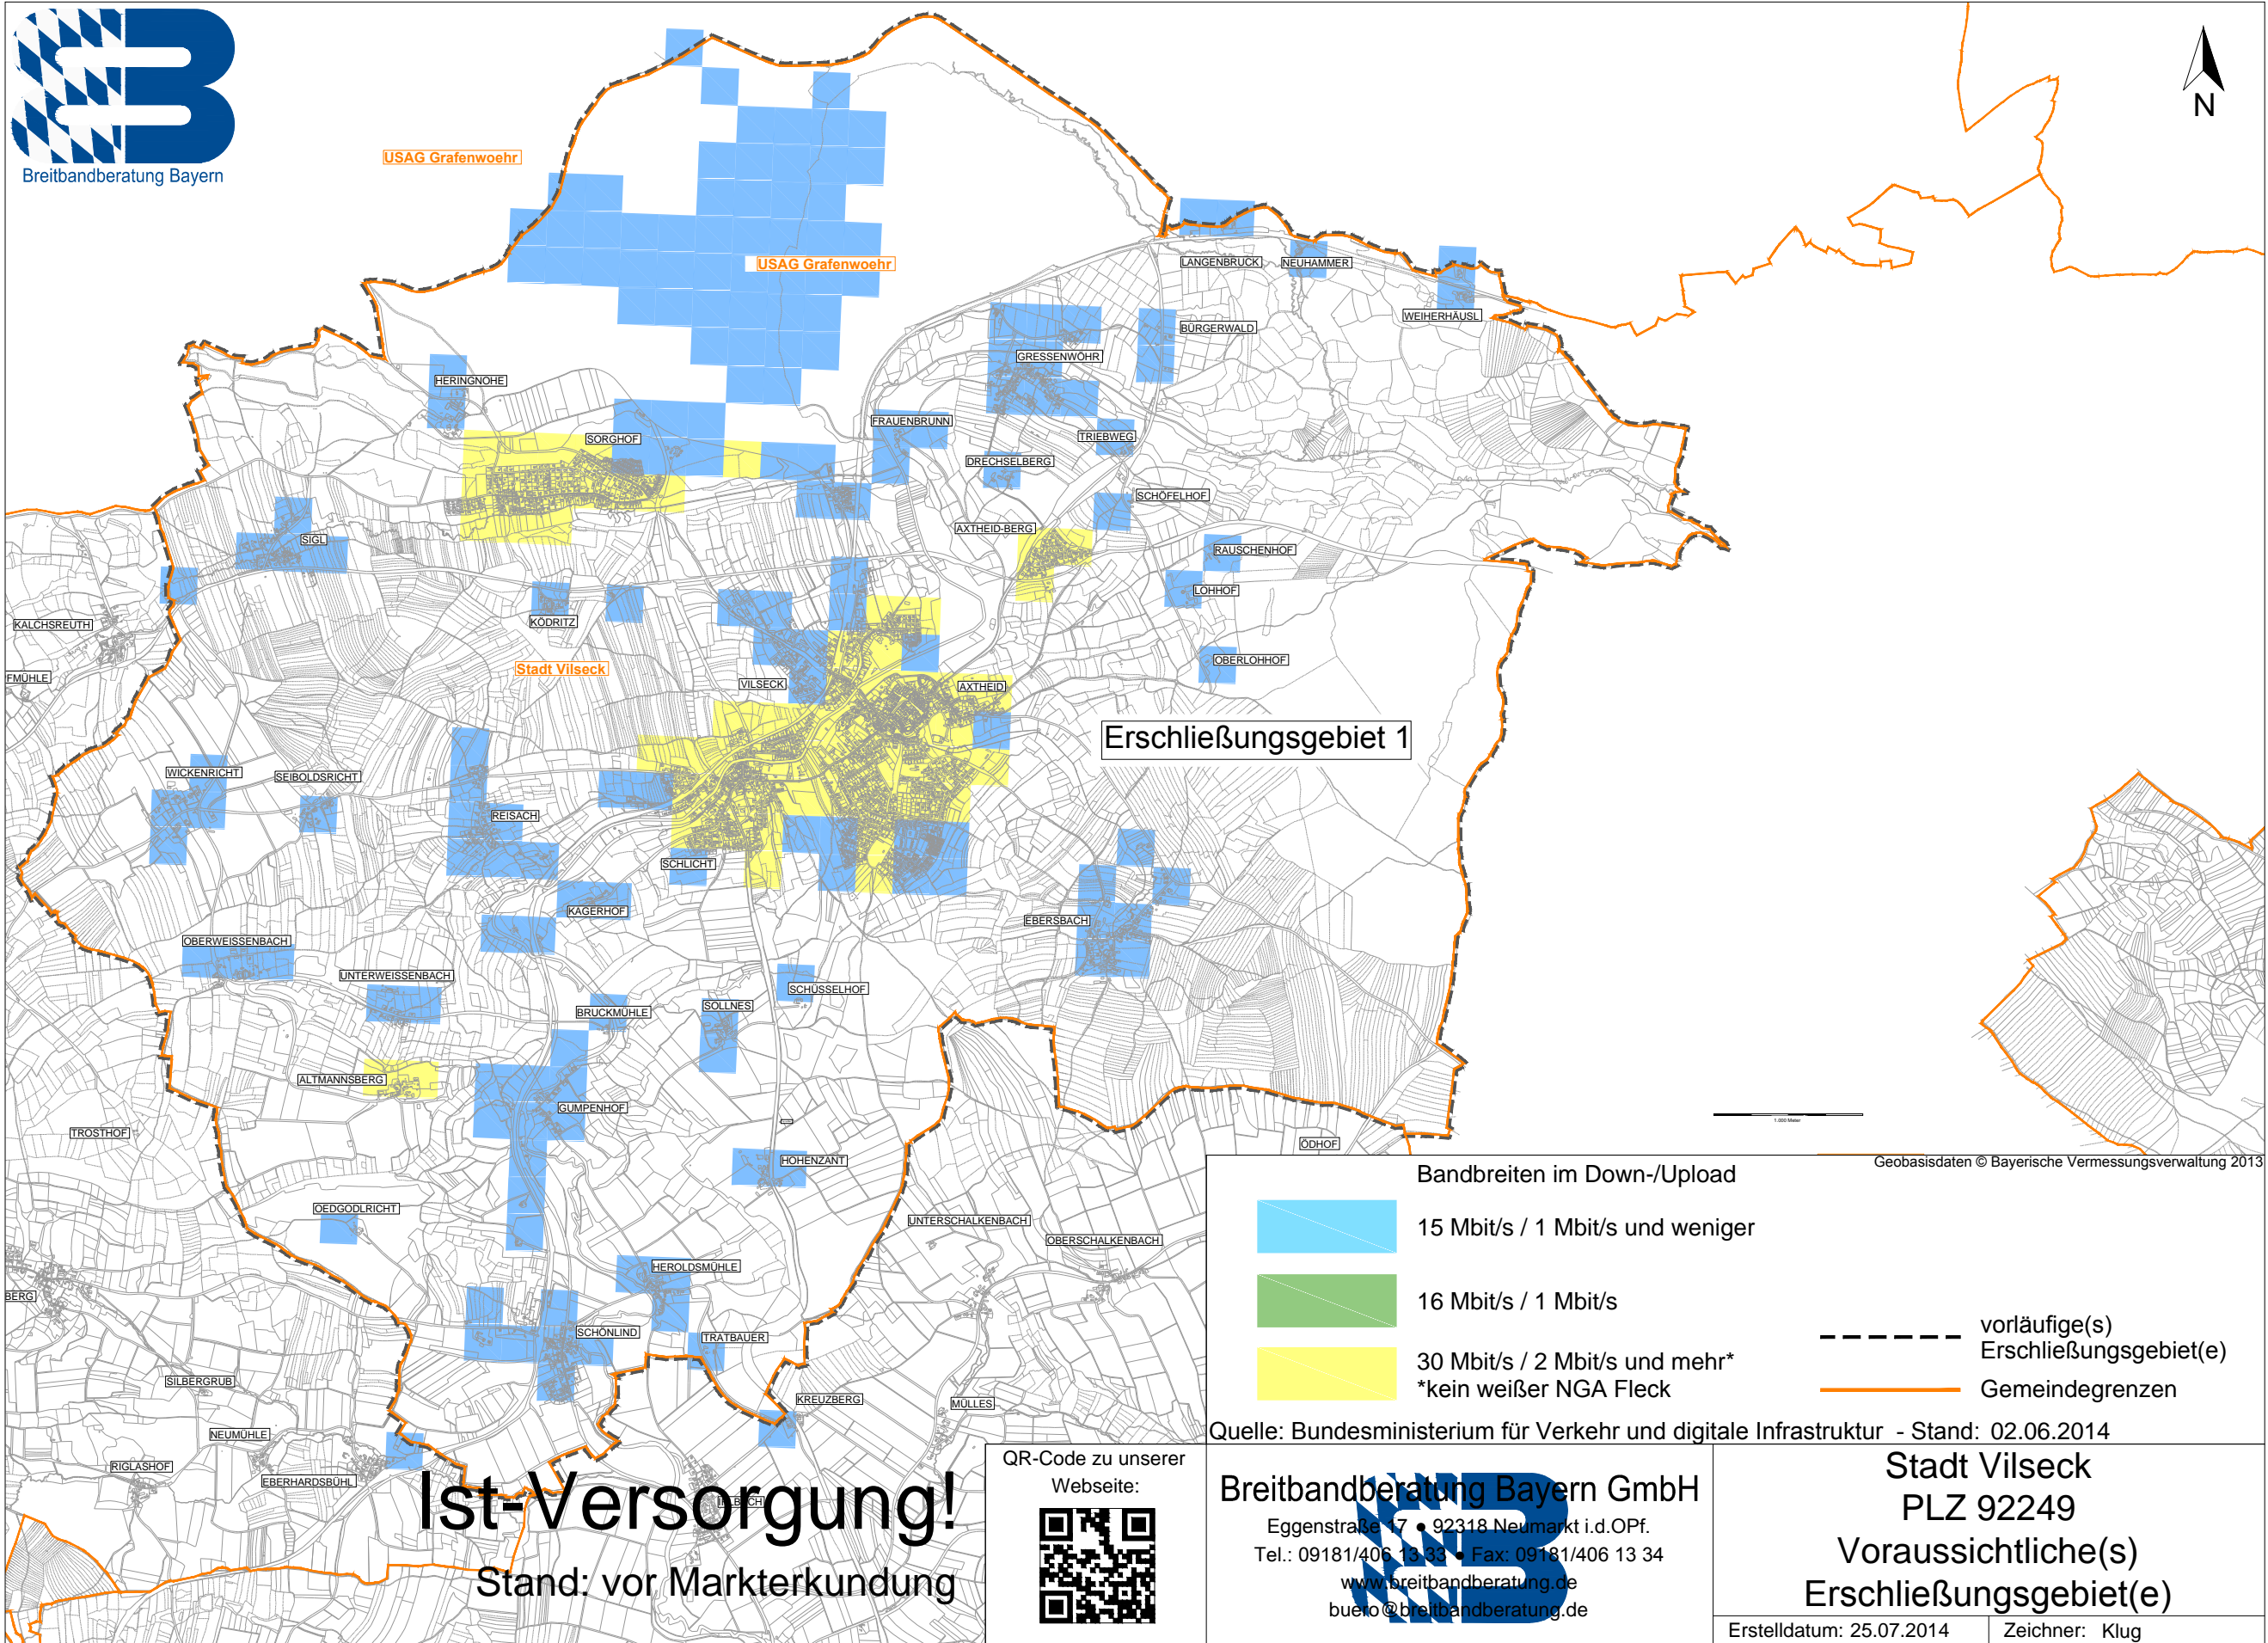 Breitbandberatung Bayern
N
USAG Grafenwoehr
USAG Grafenwoehr
LANGENBRUCK
NEUHAMMER
WEIHERHÄUSL
BÜRGERWALD
GRESSENWÖHR
HERINGNOHE
FRAUENBRUNN
SORGHOF
TRIEBWEG
DRECHSELBERG
SCHÖFELHOF
AXTHEID-BERG
SIGL
RAUSCHENHOF
LOHHOF
KÖDRITZ
KALCHSREUTH
OBERLOHHOF
Stadt Vilseck
FMÜHLE
VILSECK
AXTHEID
Erschließungsgebiet 1
WICKENRICHT
SEIBOLDSRICHT
REISACH
SCHLICHT
KAGERHOF
EBERSBACH
OBERWEISSENBACH
UNTERWEISSENBACH
SCHÜSSELHOF
SOLLNES
BRUCKMÜHLE
ALTMANNSBERG
GUMPENHOF
TROSTHOF
ÖDHOF
HOHENZANT
OEDGODLRICHT
UNTERSCHALKENBACH
OBERSCHALKENBACH
HEROLDSMÜHLE
BERG
SCHÖNLIND
TRATBAUER
SILBERGRUB
KREUZBERG
MÜLLES
NEUMÜHLE
RIGLASHOF
EBERHARDSBÜHL
1.000 Meter
Geobasisdaten © Bayerische Vermessungsverwaltung 2013
Bandbreiten im Down-/Upload
15 Mbit/s / 1 Mbit/s und weniger
16 Mbit/s / 1 Mbit/s
30 Mbit/s / 2 Mbit/s und mehr*
*kein weißer NGA Fleck
vorläufige(s)
Erschließungsgebiet(e)
Gemeindegrenzen
Quelle: Bundesministerium für Verkehr und digitale Infrastruktur - Stand: 02.06.2014
Ist-Versorgung!
Stand: vor Markterkundung
QR-Code zu unserer
Webseite:
Breitbandberatung Bayern GmbH
Eggenstraße 17 • 92318 Neumarkt i.d.OPf.
Tel.: 09181/406 13 33 • Fax: 09181/406 13 34
www.breitbandberatung.de
buero@breitbandberatung.de
Stadt Vilseck
PLZ 92249
Voraussichtliche(s)
Erschließungsgebiet(e)
Erstelldatum: 25.07.2014
Zeichner: Klug